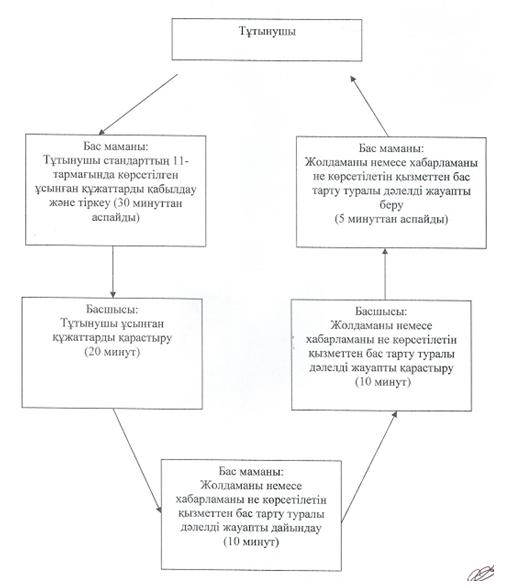 Тұтынушы
Бас маманы:
Тұтынушы стандарттың 11-
тармағында көрсетілген
ұсынған құжаттарды қабылдау
және тіркеу (30 минуттан
аспайды)
Басшысы:
Тұтынушы ұсынған
құжаттарды қарастыру
(20 минут)
Бас маманы:
Жолдаманы немесе
хабарламаны не көрсетілетін
қызметтен бас тарту туралы
дәлелді жауапты дайындау
(10 минут)
Басшысы:
Жолдаманы немесе
хабарламаны не көрсетілетін
қызметтен бас тарту туралы
дәлелді жауапты қарастыру
(10 минут)
Бас маманы:
Жолдаманы немесе хабарламаны
не көрсетілетін қызметтен бас
тарту туралы дәлелді жауапты
беру
(5 минуттан аспайды)